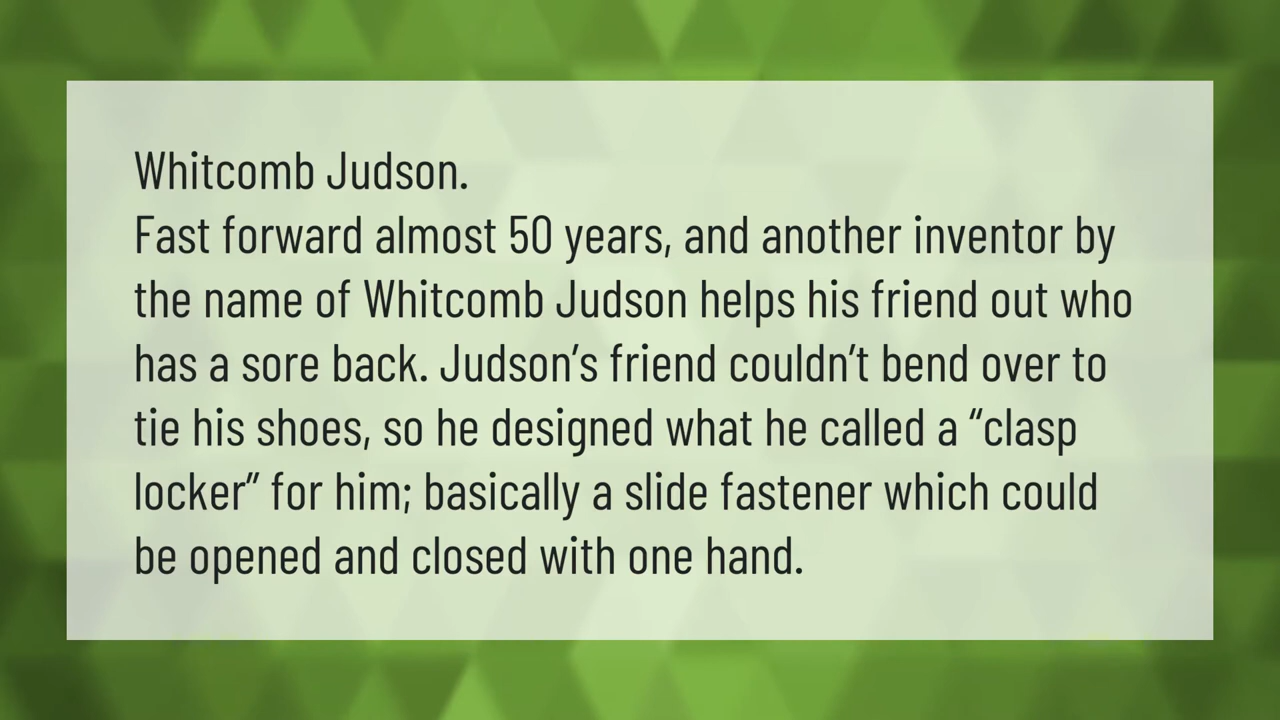 Whitcomb Judson.
Fast forward almost 50 years, and another inventor by
the name of Whitcomb Judson helps his friend out who
has a sore back. Judson’s friend couldn’t bend over to
tie his shoes, so he designed what he called a “clasp
locker” for him; basically a slide fastener which could
be opened and closed with one hand.